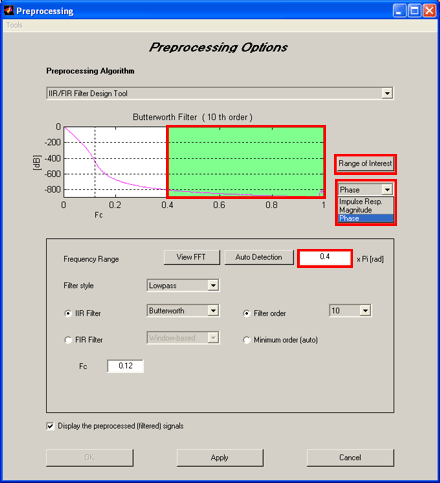 Preprocessing
Tools
Preprocessing Options
Preprocessing Algorithm
IIR/FIR Filter Design Tool
Butterworth Filter ( 10 th order )
0
-200
-400
-600
-800
[dB]
0 0.2 0.4 0.6 0.8 1
Fc
Range of Interest
Phase
Impulse Resp.
Magnitude
Phase
Frequency Range View FFT Auto Detection 0.4 x Pi [rad]
Filter style Lowpass
IIR Filter Butterworth Filter order 10
FIR Filter Window-based Minimum order (auto)
Fc 0.12
Display the preprocessed (filtered) signals
OK Apply Cancel